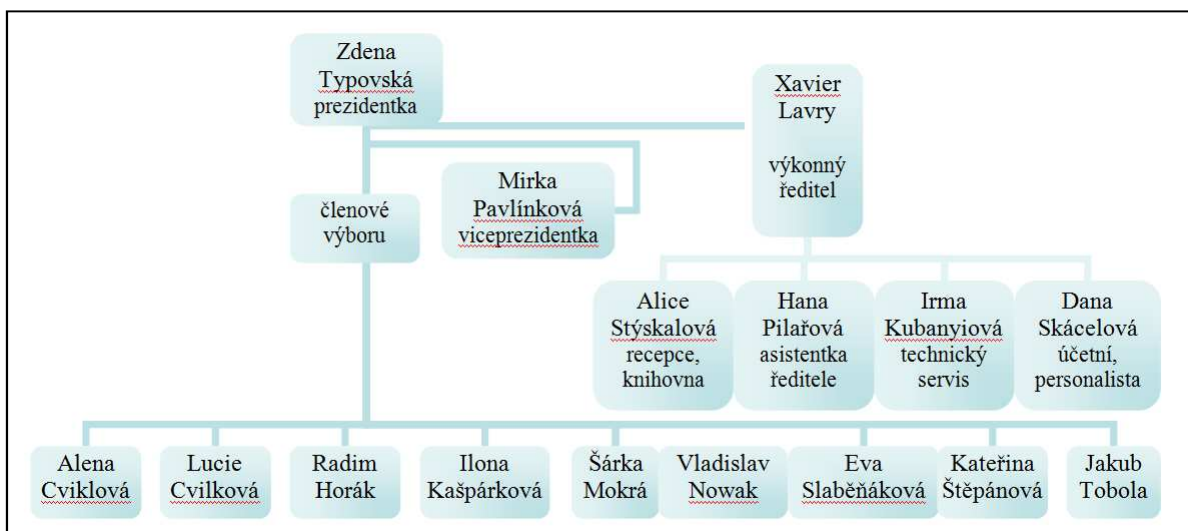 Zdena
Typovská
prezidentka
Xavier
Lavry
výkonný
ředitel
Mirka
Pavlínková
viceprezidentka
členové
výboru
Alice
Stýskalová
recepce,
knihovna
Hana
Pilařová
asistentka
ředitele
Irma
Kubanyiová
technický
servis
Dana
Skácelová
účetní,
personalista
Alena
Cviklová
Lucie
Cvilková
Radim
Horák
Ilona
Kašpárková
Šárka
Mokrá
Vladislav
Nowak
Eva
Slaběňáková
Kateřina
Štěpánová
Jakub
Tobola